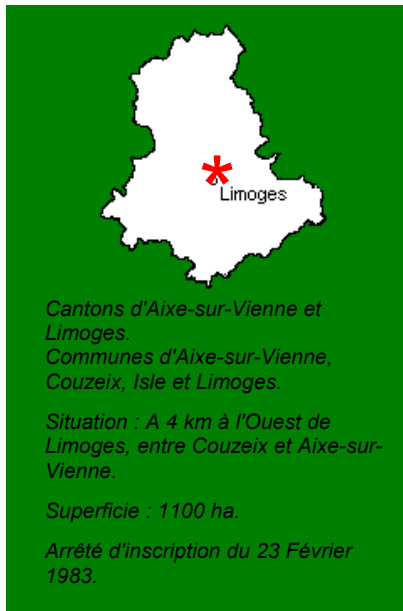 Limoges
Cantons d'Aixe-sur-Vienne et
Limoges.
Communes d'Aixe-sur-Vienne,
Couzeix, Isle et Limoges.
Situation : A 4 km à l'Ouest de
Limoges, entre Couzeix et Aixe-sur-
Vienne.
Superficie : 1100 ha.
Arrêté d'inscription du 23 Février
1983.